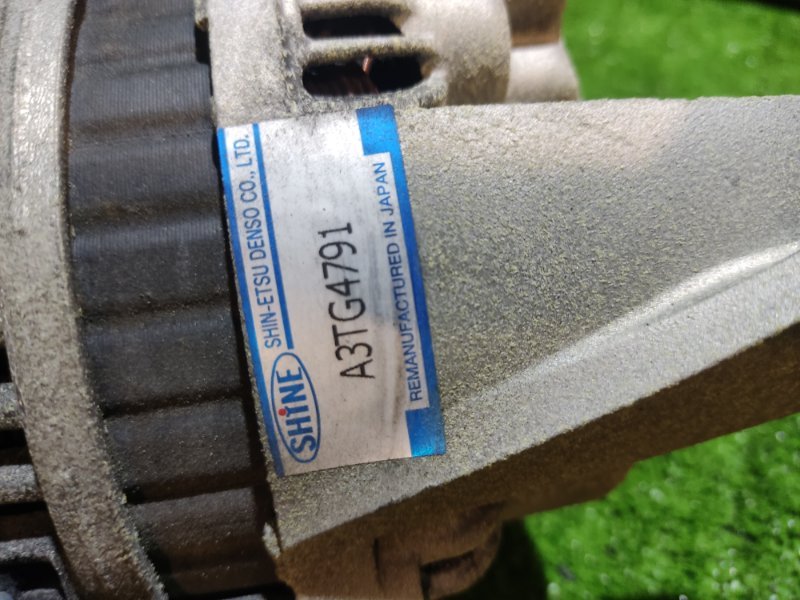 SHiNE SHIN-ETSU DENSO CO., LTD.
A3TG4791
REMANUFACTURED IN JAPAN